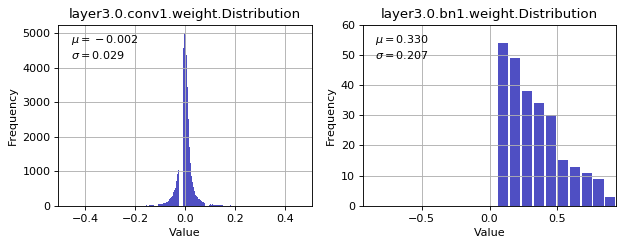 layer3.0.conv1.weight.Distribution
μ = −0.002
σ = 0.029
5000
4000
3000
2000
1000
0
Frequency
−0.4 −0.2 0.0 0.2 0.4
Value
layer3.0.bn1.weight.Distribution
μ = 0.330
σ = 0.207
60
50
40
30
20
10
0
Frequency
−0.5 0.0 0.5
Value